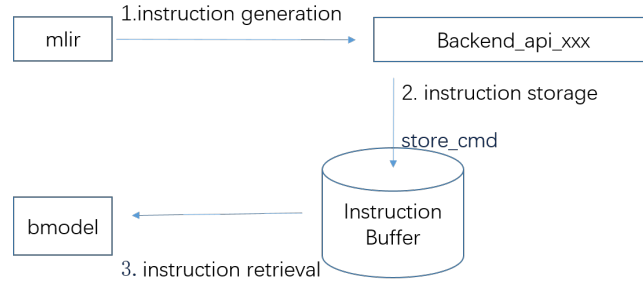 1.instruction generation
mlir
Backend_api_xxx
2. instruction storage
store_cmd
Instruction
Buffer
bmodel
3. instruction retrieval